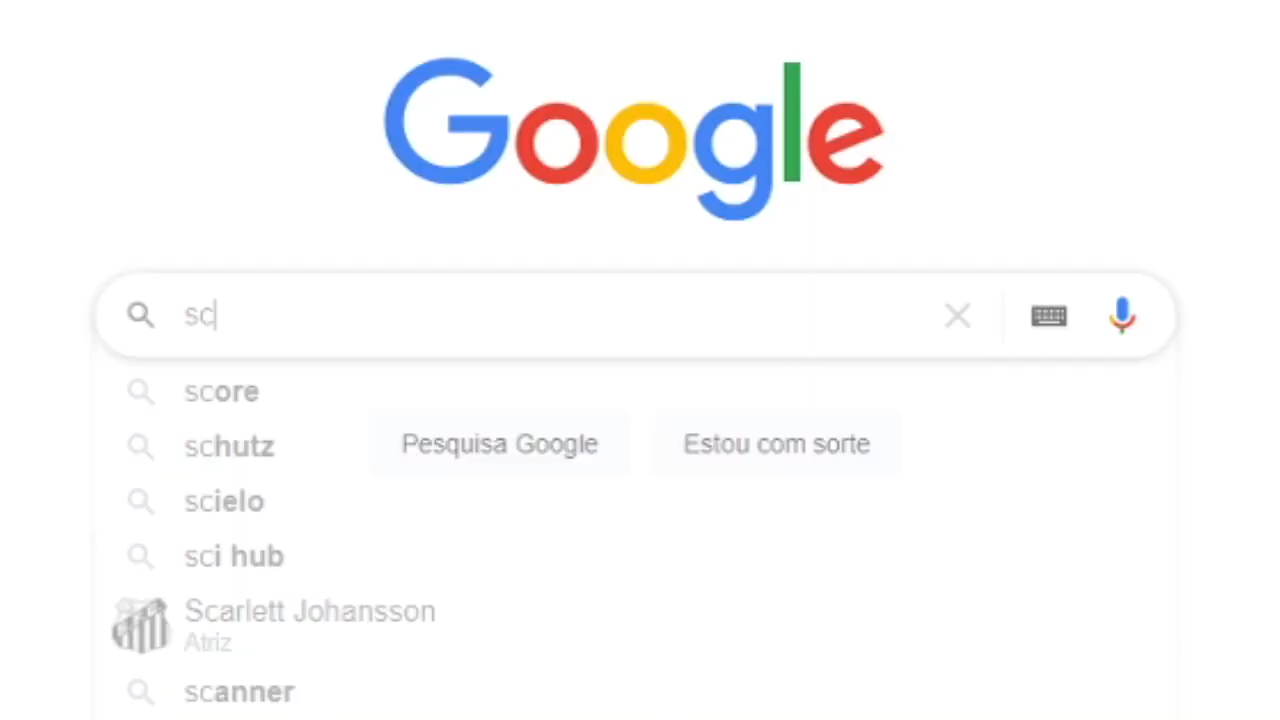 Google
sc
score
schutz
Pesquisa Google
Estou com sorte
scielo
sci hub
Scarlett Johansson
Atriz
scanner